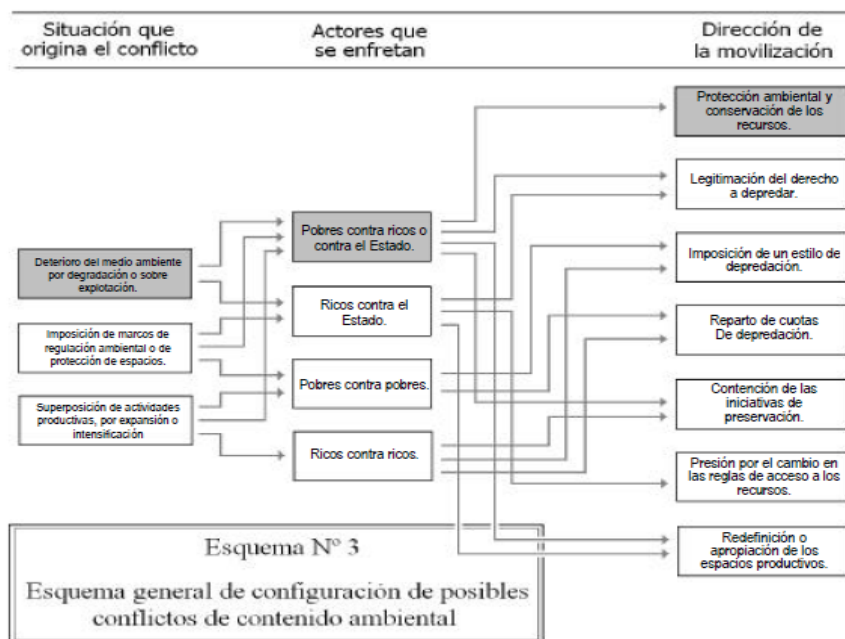 Situación que
origina el conflicto
Actores que
se enfretan
Dirección de
la movilización
Deterioro del medio ambiente
por degradación o sobre
explotación.
Imposición de marcos de
regulación ambiental o de
protección de espacios.
Superposición de actividades
productivas, por expansión o
intensificación
Pobres contra ricos o
contra el Estado.
Ricos contra el
Estado.
Pobres contra pobres.
Ricos contra ricos.
Protección ambiental y
conservación de los
recursos.
Legitimación del derecho
a depredar.
Imposición de un estilo de
depredación.
Reparto de cuotas
De depredación.
Contención de las
iniciativas de
preservación.
Presión por el cambio en
las reglas de acceso a los
recursos.
Redefinición o
apropiación de los
espacios productivos.
Esquema Nº 3
Esquema general de configuración de posibles
conflictos de contenido ambiental